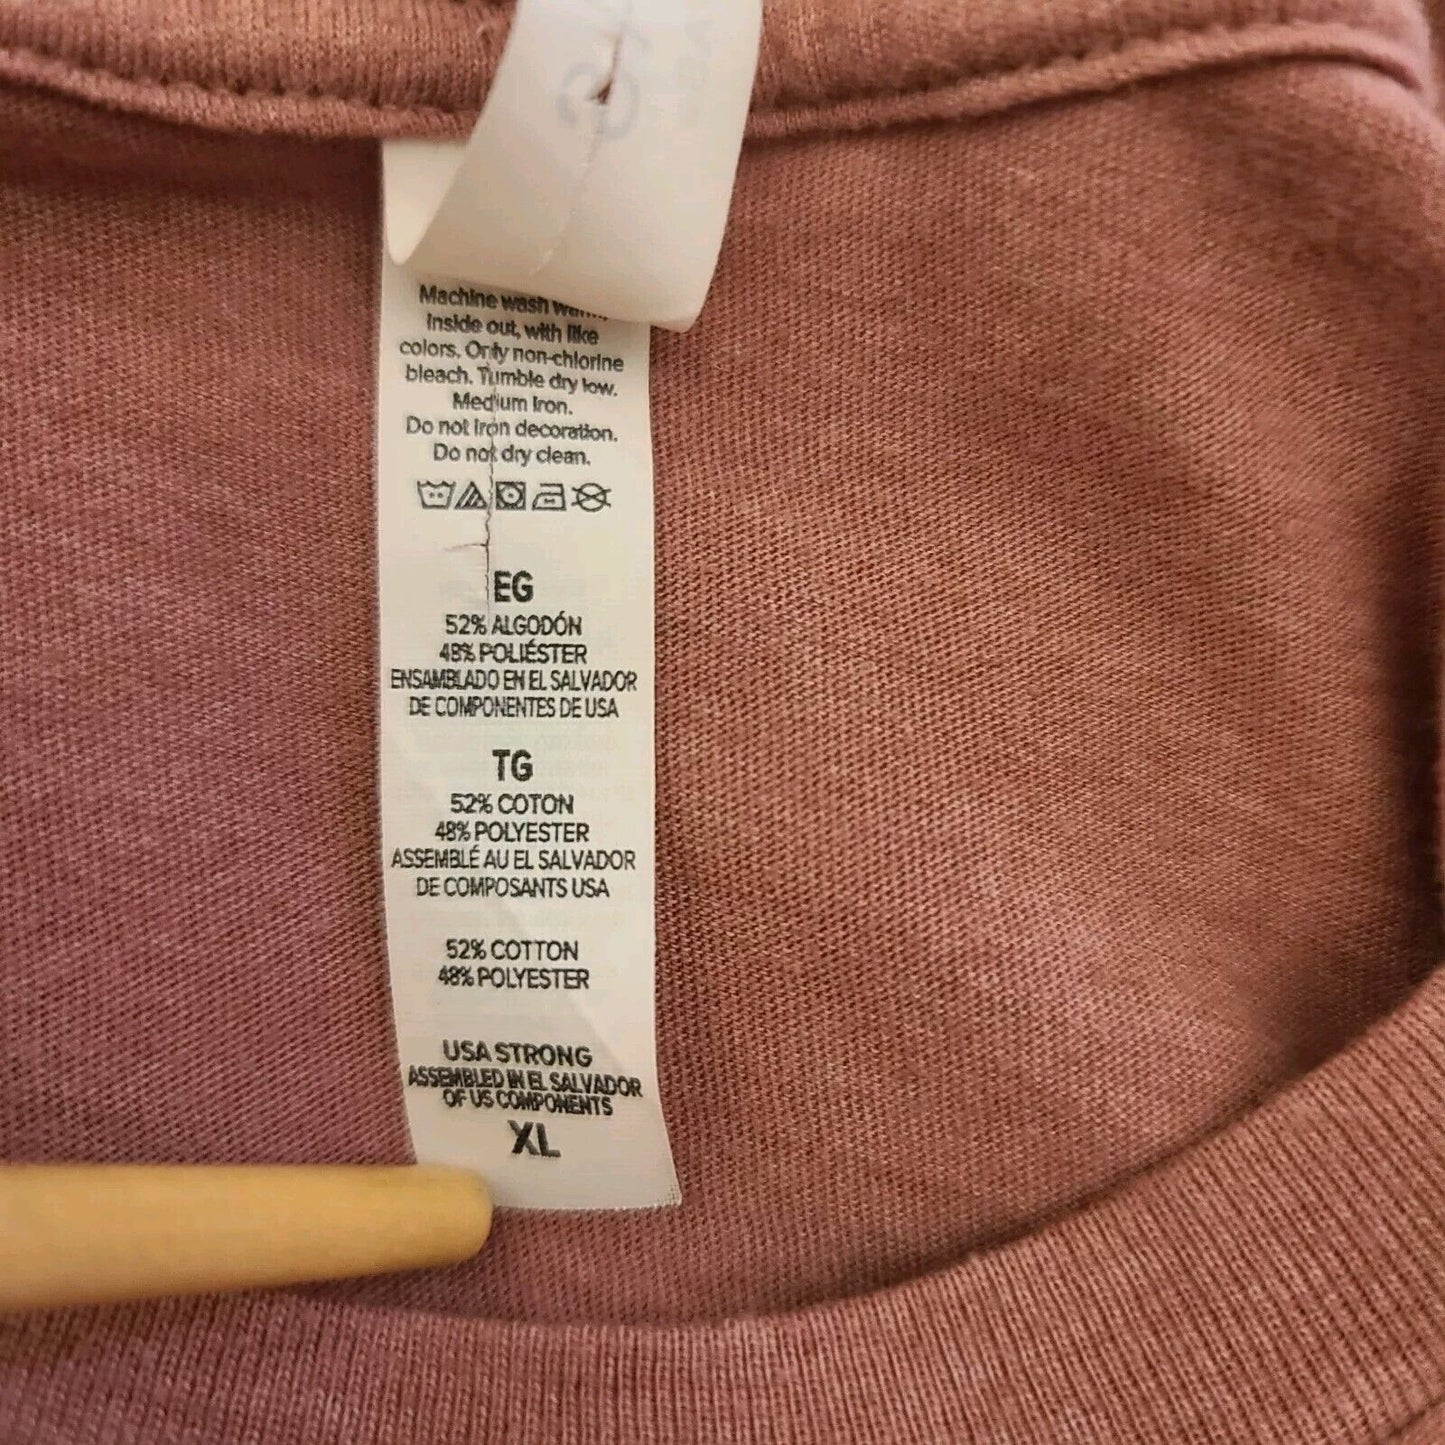 Machine wash warm,
Inside out, with like
colors. Only non-chlorine
bleach. Tumble dry low.
Medium Iron.
Do not Iron decoration.
Do not dry clean.
EG
52% ALGODÓN
48% POLIÉSTER
ENSAMBLADO EN EL SALVADOR
DE COMPONENTES DE USA
TG
52% COTON
48% POLYESTER
ASSEMBLÉ AU EL SALVADOR
DE COMPOSANTS USA
52% COTTON
48% POLYESTER
USA STRONG
ASSEMBLED IN EL SALVADOR
OF US COMPONENTS
XL